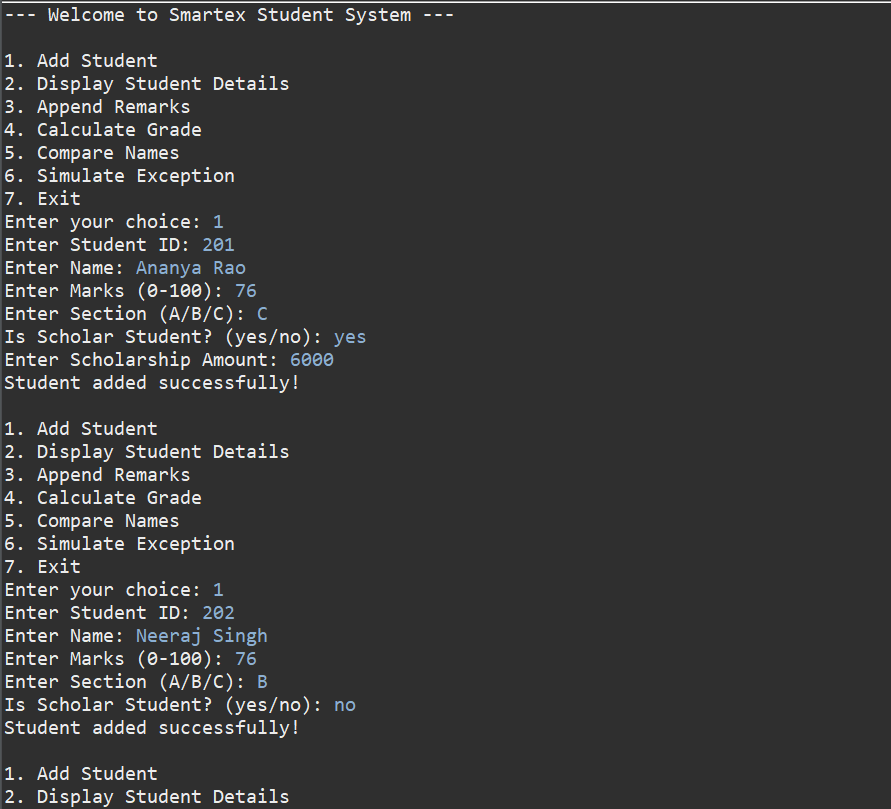 --- Welcome to Smartex Student System ---
1. Add Student
2. Display Student Details
3. Append Remarks
4. Calculate Grade
5. Compare Names
6. Simulate Exception
7. Exit
Enter your choice: 1
Enter Student ID: 201
Enter Name: Ananya Rao
Enter Marks (0-100): 76
Enter Section (A/B/C): C
Is Scholar Student? (yes/no): yes
Enter Scholarship Amount: 6000
Student added successfully!
1. Add Student
2. Display Student Details
3. Append Remarks
4. Calculate Grade
5. Compare Names
6. Simulate Exception
7. Exit
Enter your choice: 1
Enter Student ID: 202
Enter Name: Neeraj Singh
Enter Marks (0-100): 76
Enter Section (A/B/C): B
Is Scholar Student? (yes/no): no
Student added successfully!
1. Add Student
2. Display Student Details